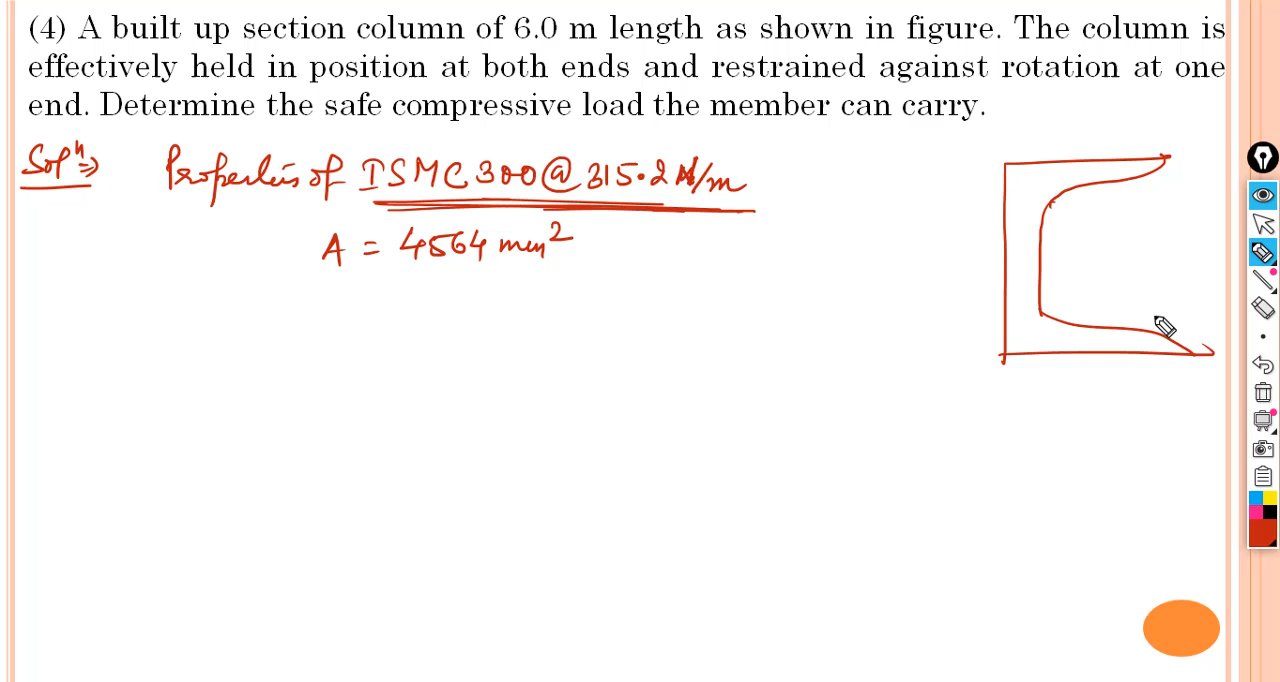 (4) A built up section column of 6.0 m length as shown in figure. The column is
effectively held in position at both ends and restrained against rotation at one
end. Determine the safe compressive load the member can carry.
Solⁿ⇒ Properties of ISMC300@315.2 N/m
A = 4564 mm²